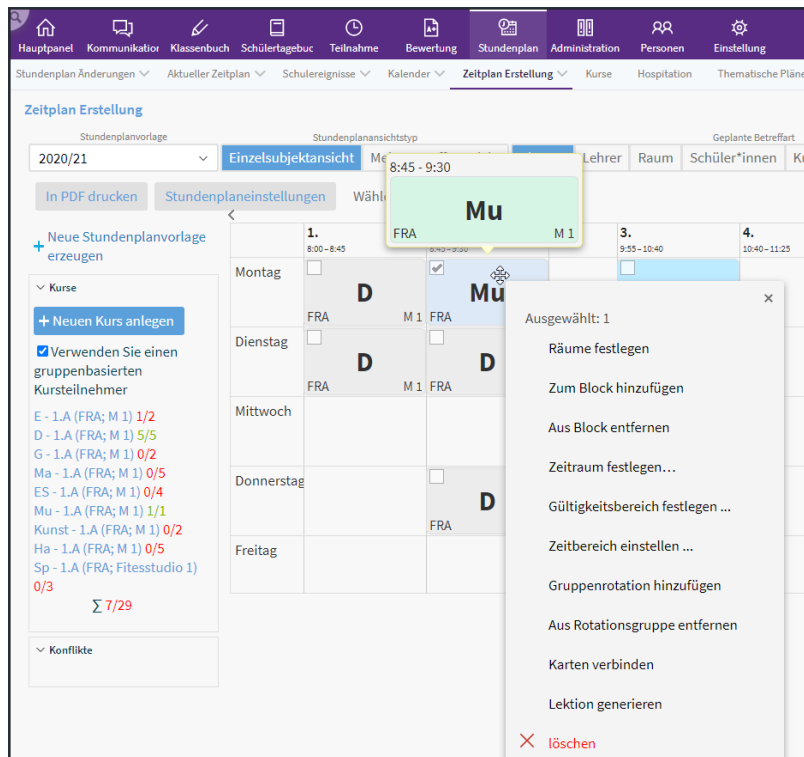 Hauptpanel Kommunikatior Klassenbuch Schülertagebuc Teilnahme Bewertung Stundenplan Administration Personen Einstellung
Stundenplan Änderungen Aktueller Zeitplan Schulereignisse Kalender Zeitplan Erstellung Kurse Hospitation Thematische Pläne
Zeitplan Erstellung
Stundenplanvorlage Stundenplanansichtstyp Geplante Betreffart
2020/21 Einzelsubjektansicht Lehrer Raum Schüler*innen
8:45 - 9:30
Mu
FRA M 1
In PDF drucken Stundenplaneinstellungen Wähle
Neue Stundenplanvorlage erzeugen
1. 3. 4.
8:00 - 8:45 8:45 - 9:30 9:55 - 10:40 10:40 - 11:25
Kurse
+ Neuen Kurs anlegen
Verwenden Sie einen
gruppenbasierten
Kursteilnehmer
E - 1.A (FRA; M 1) 1/2
D - 1.A (FRA; M 1) 5/5
G - 1.A (FRA; M 1) 0/2
Ma - 1.A (FRA; M 1) 0/5
ES - 1.A (FRA; M 1) 0/4
Mu - 1.A (FRA; M 1) 1/1
Kunst - 1.A (FRA; M 1) 0/2
Ha - 1.A (FRA; M 1) 0/5
Sp - 1.A (FRA; Fitesstudio 1)
0/3
∑ 7/29
Konflikte
Montag
D
FRA M 1
Mu
FRA
Dienstag
D
FRA M 1
D
FRA
Mittwoch
Donnerstag
D
FRA
Freitag
×
Ausgewählt: 1
Räume festlegen
Zum Block hinzufügen
Aus Block entfernen
Zeitraum festlegen…
Gültigkeitsbereich festlegen ...
Zeitbereich einstellen ...
Gruppenrotation hinzufügen
Aus Rotationsgruppe entfernen
Karten verbinden
Lektion generieren
löschen